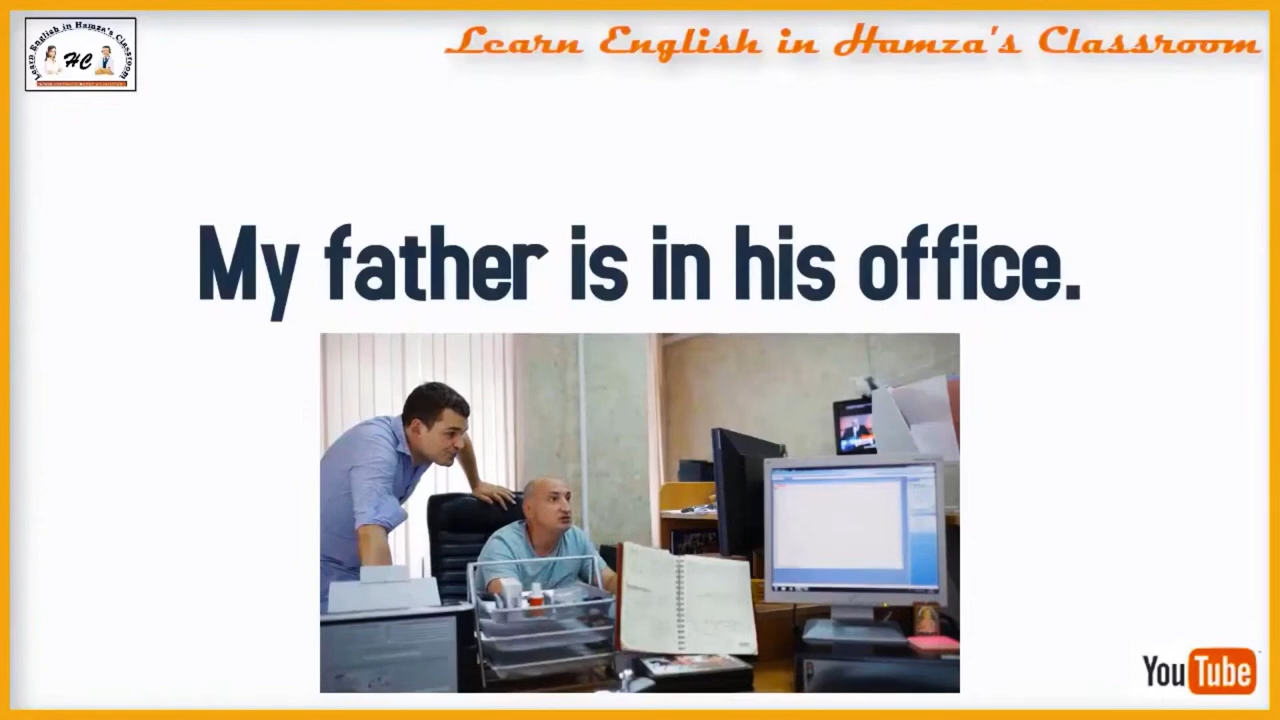 Learn English in Hamza's Classroom
HC
Learn English in Hamza's Classroom
My father is in his office.
YouTube